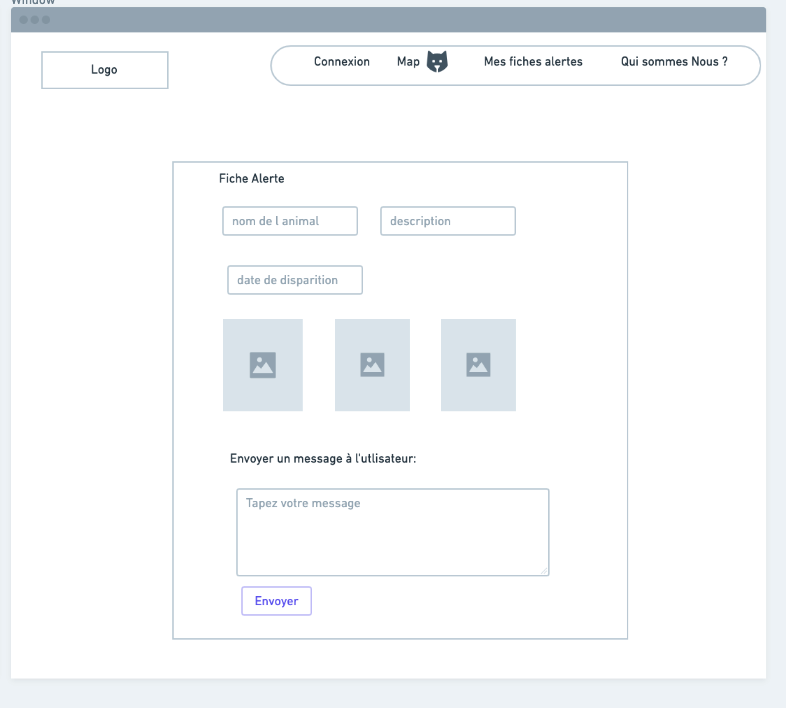 Window
Logo
Connexion Map Mes fiches alertes Qui sommes Nous ?
Fiche Alerte
nom de l animal description
date de disparition
Envoyer un message à l'utlisateur:
Tapez votre message
Envoyer